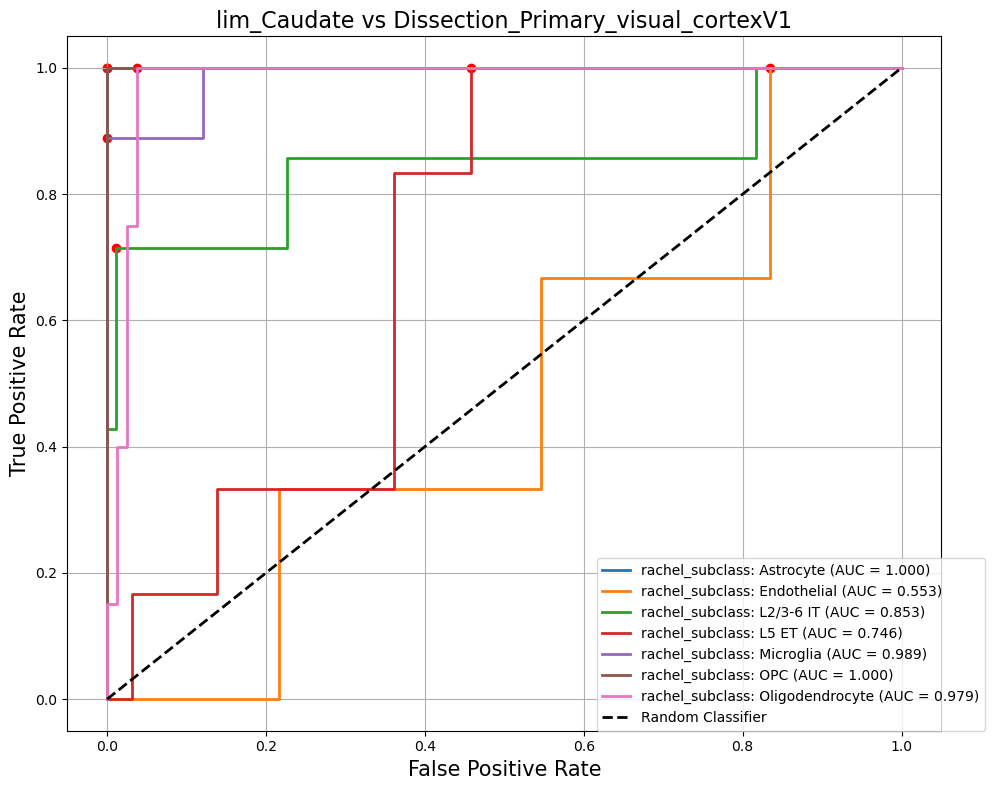 lim_Caudate vs Dissection_Primary_visual_cortexV1
True Positive Rate
1.0
0.8
0.6
0.4
0.2
0.0
rachel_subclass: Astrocyte (AUC = 1.000)
rachel_subclass: Endothelial (AUC = 0.553)
rachel_subclass: L2/3-6 IT (AUC = 0.853)
rachel_subclass: L5 ET (AUC = 0.746)
rachel_subclass: Microglia (AUC = 0.989)
rachel_subclass: OPC (AUC = 1.000)
rachel_subclass: Oligodendrocyte (AUC = 0.979)
Random Classifier
0.0 0.2 0.4 0.6 0.8 1.0
False Positive Rate